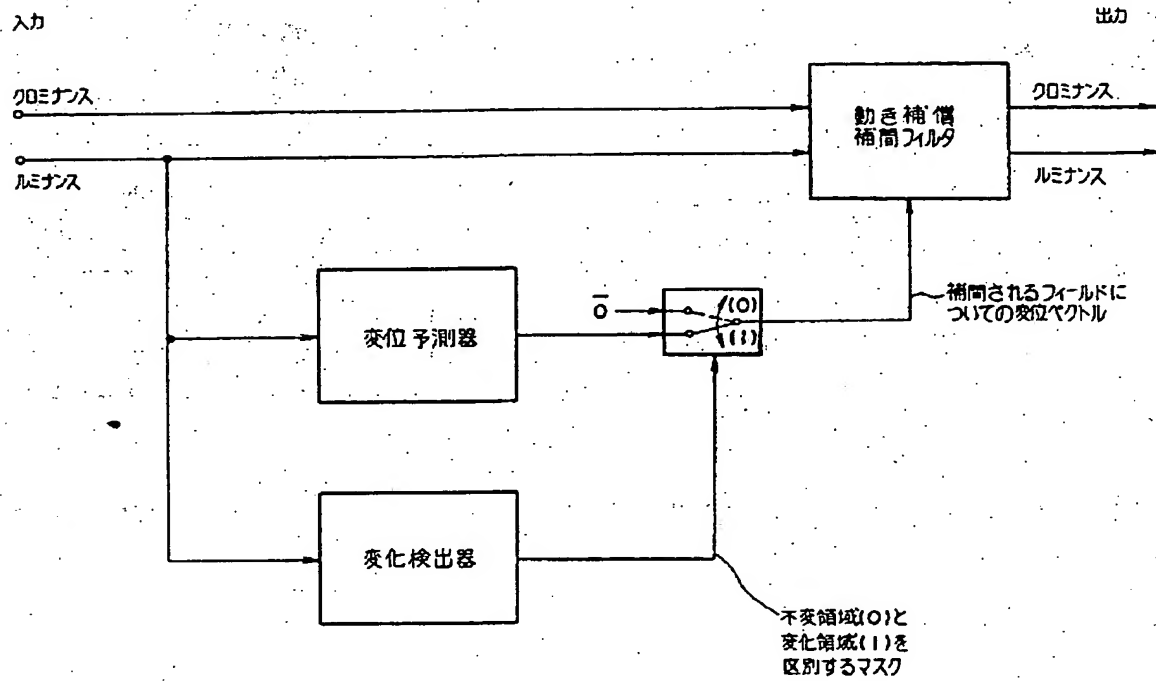 入力
出力
クロミナンス
ルミナンス
動き補償
補間フィルタ
クロミナンス
ルミナンス
変位予測器
0
(0)
(1)
補間されるフィールドに
ついての変位ベクトル
変化検出器
不変領域(0)と
変化領域(1)を
区別するマスク